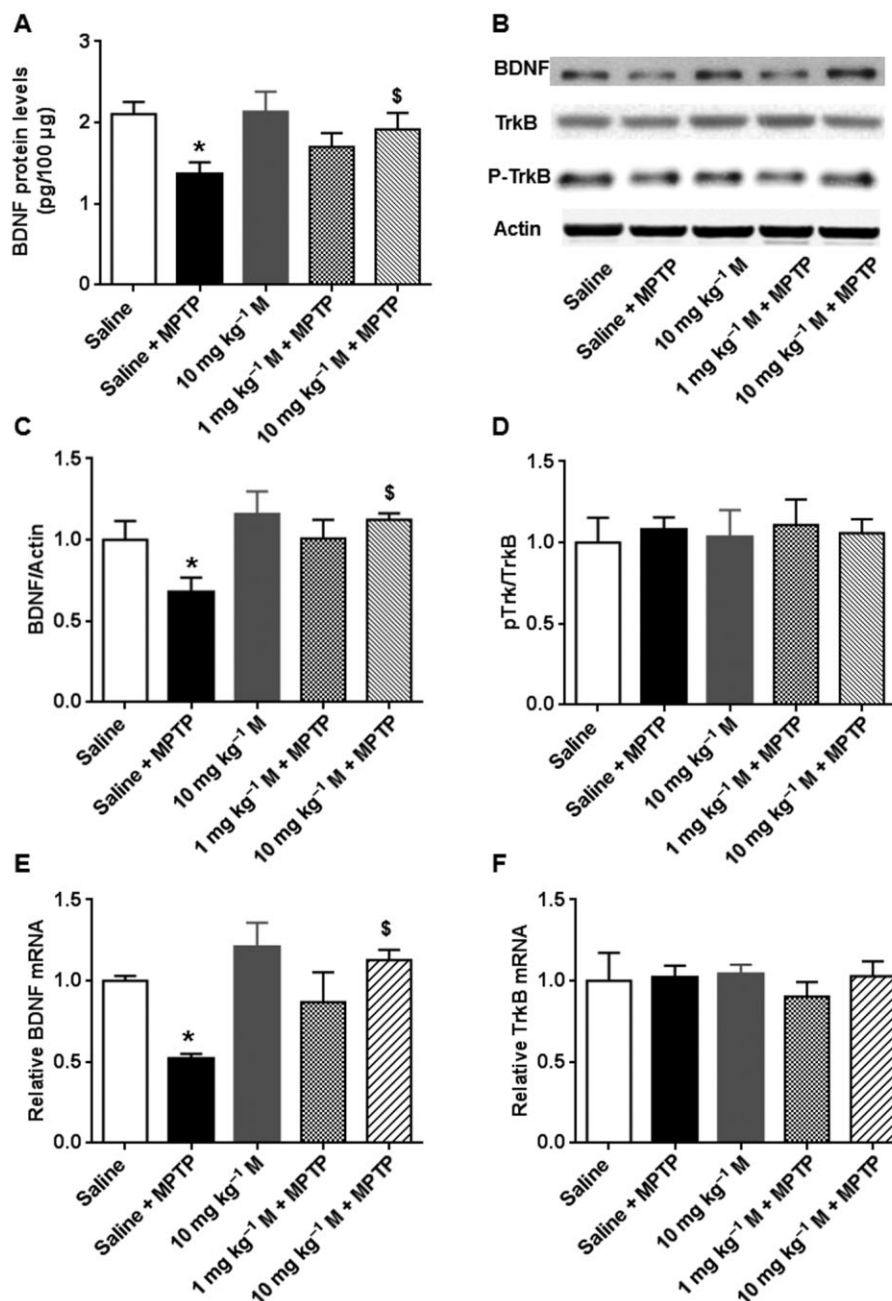 A
BDNF protein levels
(pg/100 µg)
3
2
1
0
*
$
Saline
Saline + MPTP
10 mg kg⁻¹ M
1 mg kg⁻¹ M + MPTP
10 mg kg⁻¹ M + MPTP
B
BDNF
TrkB
P-TrkB
Actin
Saline
Saline + MPTP
10 mg kg⁻¹ M
1 mg kg⁻¹ M + MPTP
10 mg kg⁻¹ M + MPTP
C
BDNF/Actin
1.5
1.0
0.5
0.0
*
$
Saline
Saline + MPTP
10 mg kg⁻¹ M
1 mg kg⁻¹ M + MPTP
10 mg kg⁻¹ M + MPTP
D
pTrk/TrkB
1.5
1.0
0.5
0.0
Saline
Saline + MPTP
10 mg kg⁻¹ M
1 mg kg⁻¹ M + MPTP
10 mg kg⁻¹ M + MPTP
E
Relative BDNF mRNA
1.5
1.0
0.5
0.0
*
$
Saline
Saline + MPTP
10 mg kg⁻¹ M
1 mg kg⁻¹ M + MPTP
10 mg kg⁻¹ M + MPTP
F
Relative TrkB mRNA
1.5
1.0
0.5
0.0
Saline
Saline + MPTP
10 mg kg⁻¹ M
1 mg kg⁻¹ M + MPTP
10 mg kg⁻¹ M + MPTP